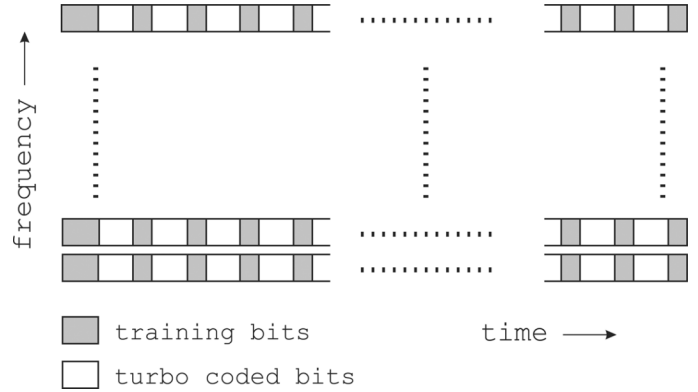 frequency
training bits
time
turbo coded bits